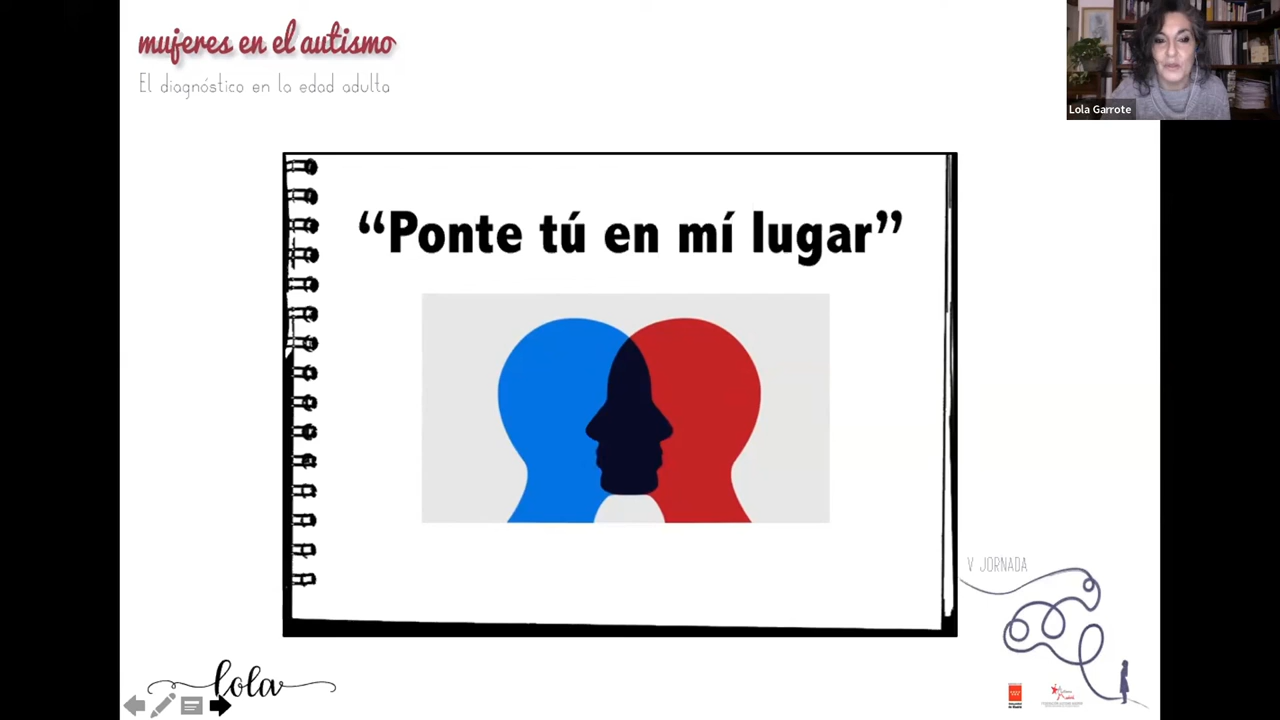 mujeres en el autismo
El diagnóstico en la edad adulta
Lola Garrote
“Ponte tú en mí lugar”
V JORNADA
lola